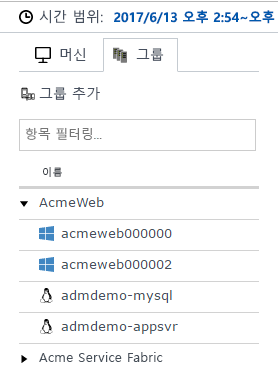 시간 범위: 2017/6/13 오후 2:54~오후
머신 그룹
그룹 추가
항목 필터링...
이름
AcmeWeb
acmeweb000000
acmeweb000002
admdemo-mysql
admdemo-appsvr
Acme Service Fabric